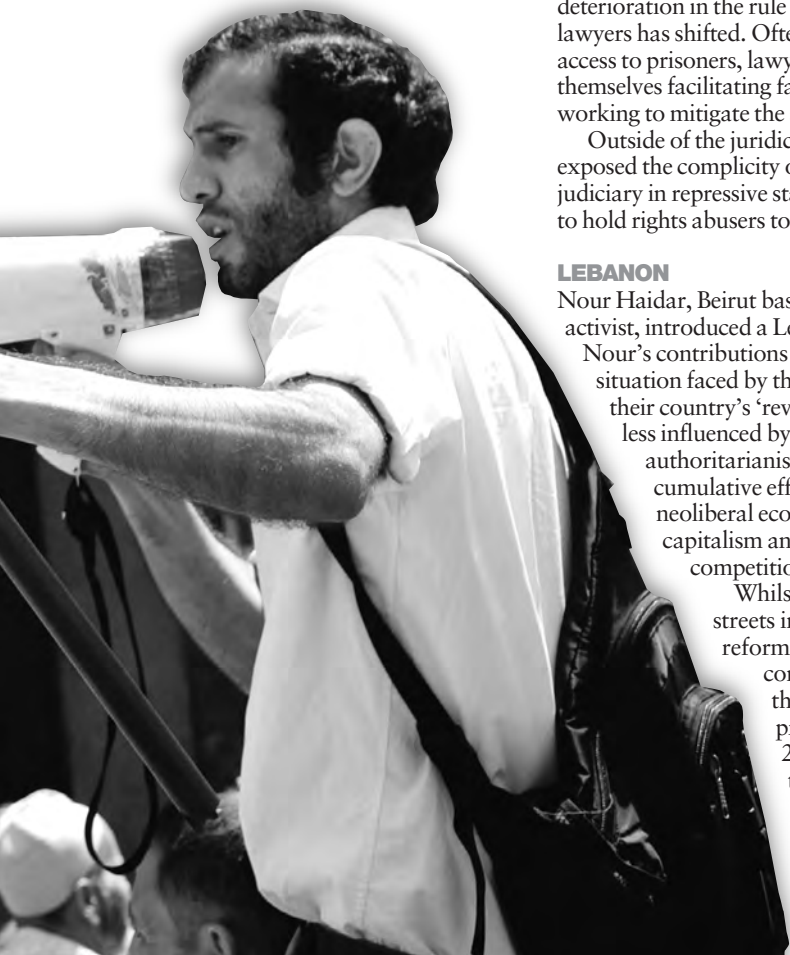 deterioration in the rule
lawyers has shifted. Ofte
access to prisoners, lawy
themselves facilitating fa
working to mitigate the
Outside of the juridic
exposed the complicity o
judiciary in repressive sta
to hold rights abusers to
LEBANON
Nour Haidar, Beirut bas
activist, introduced a Le
Nour's contributions
situation faced by th
their country's 'rev
less influenced by
authoritarianis
cumulative eff
neoliberal eco
capitalism an
competitio
Whils
streets in
reform
con
th
p
2